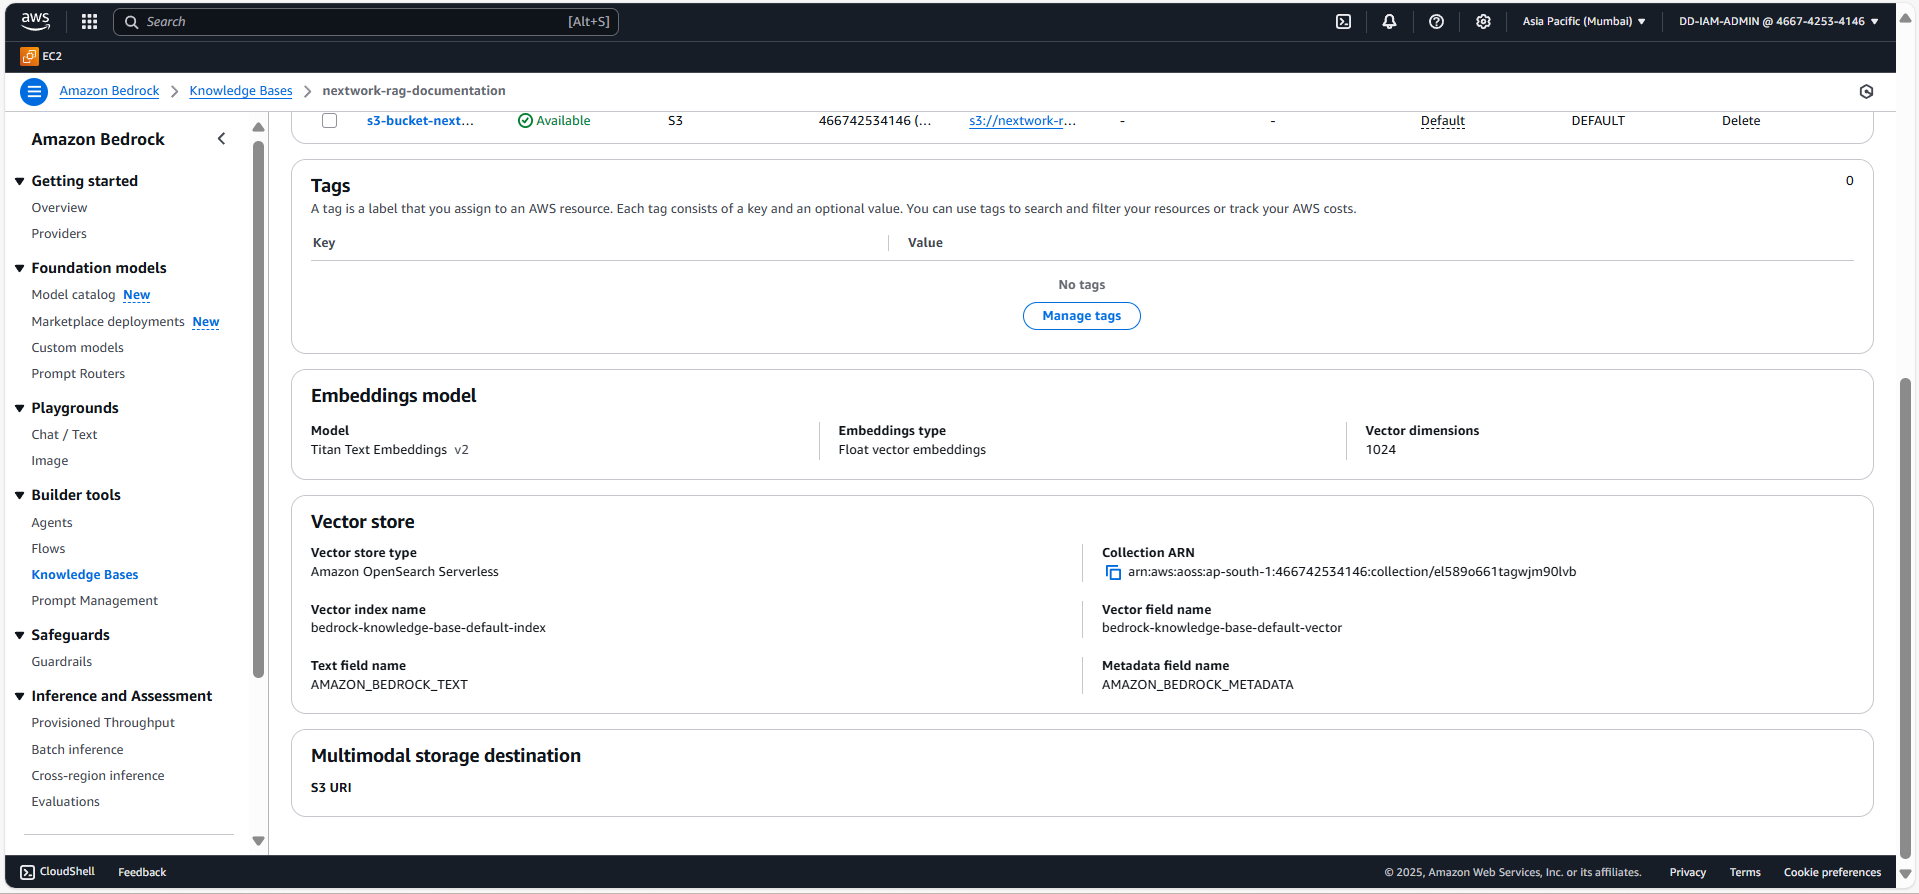 aws
Search [Alt+S]
Asia Pacific (Mumbai)
DD-IAM-ADMIN @ 4667-4253-4146
EC2
Amazon Bedrock
Knowledge Bases
nextwork-rag-documentation
Amazon Bedrock
Getting started
Overview
Providers
Foundation models
Model catalog New
Marketplace deployments New
Custom models
Prompt Routers
Playgrounds
Chat / Text
Image
Builder tools
Agents
Flows
Knowledge Bases
Prompt Management
Safeguards
Guardrails
Inference and Assessment
Provisioned Throughput
Batch inference
Cross-region inference
Evaluations
s3-bucket-next... Available S3 466742534146 (... s3://nextwork-r... - - Default DEFAULT Delete
Tags 0
A tag is a label that you assign to an AWS resource. Each tag consists of a key and an optional value. You can use tags to search and filter your resources or track your AWS costs.
Key Value
No tags
Manage tags
Embeddings model
Model
Titan Text Embeddings v2
Embeddings type
Float vector embeddings
Vector dimensions
1024
Vector store
Vector store type
Amazon OpenSearch Serverless
Collection ARN
arn:aws:aoss:ap-south-1:466742534146:collection/el589o661tagwjm90lvb
Vector index name
bedrock-knowledge-base-default-index
Vector field name
bedrock-knowledge-base-default-vector
Text field name
AMAZON_BEDROCK_TEXT
Metadata field name
AMAZON_BEDROCK_METADATA
Multimodal storage destination
S3 URI
CloudShell Feedback
© 2025, Amazon Web Services, Inc. or its affiliates. Privacy Terms Cookie preferences